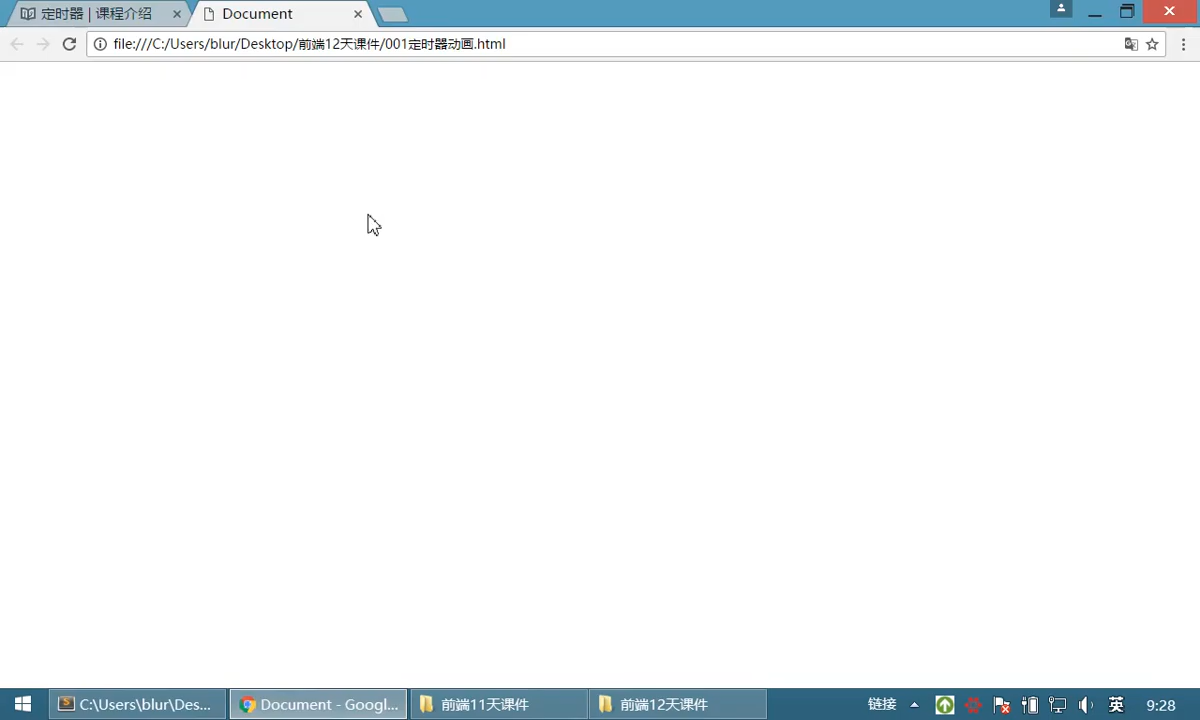 定时器 | 课程介绍
Document
file:///C:/Users/blur/Desktop/前端12天课件/001定时器动画.html
C:\Users\blur\Des...
Document - Googl...
前端11天课件
前端12天课件
链接
英
9:28